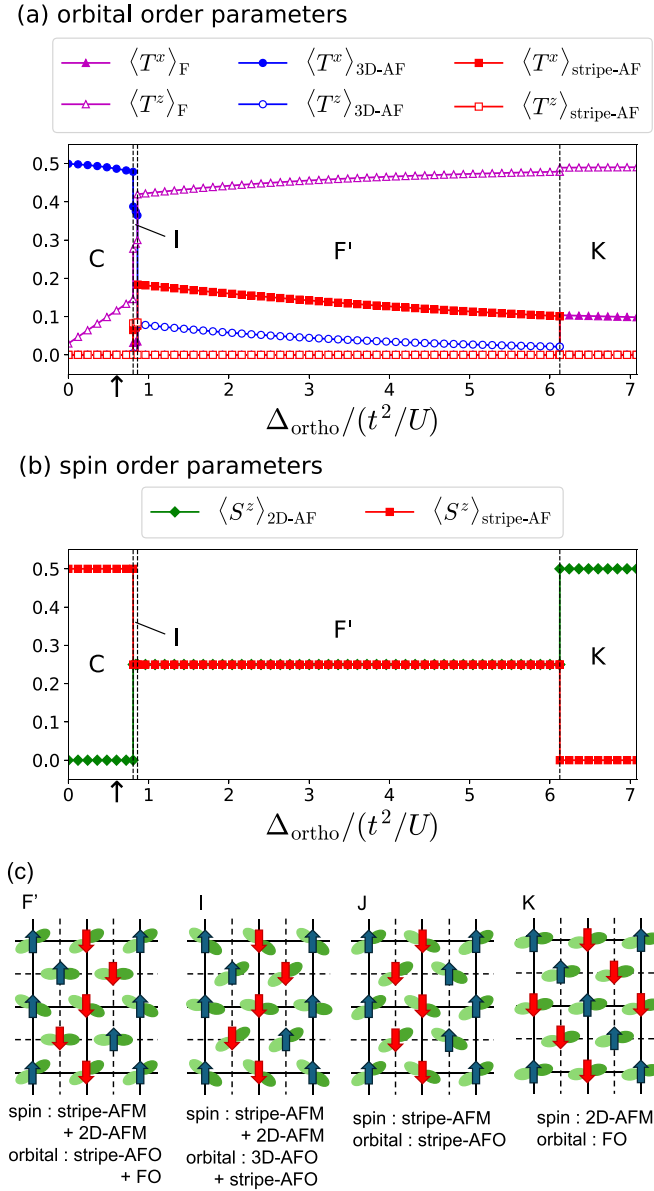 (a) orbital order parameters
⟨T^x⟩_F ⟨T^x⟩_3D-AF ⟨T^x⟩_stripe-AF
⟨T^z⟩_F ⟨T^z⟩_3D-AF ⟨T^z⟩_stripe-AF
0.5
0.4
0.3
0.2
0.1
0.0
C I F' K
0 1 2 3 4 5 6 7
Δ_ortho/(t^2/U)
(b) spin order parameters
⟨S^z⟩_2D-AF ⟨S^z⟩_stripe-AF
0.5
0.4
0.3
0.2
0.1
0.0
C I F' K
0 1 2 3 4 5 6 7
Δ_ortho/(t^2/U)
(c)
F’ I J K
spin : stripe-AFM
+ 2D-AFM
orbital : stripe-AFO
+ FO
spin : stripe-AFM
+ 2D-AFM
orbital : 3D-AFO
+ stripe-AFO
spin : stripe-AFM
orbital : stripe-AFO
spin : 2D-AFM
orbital : FO